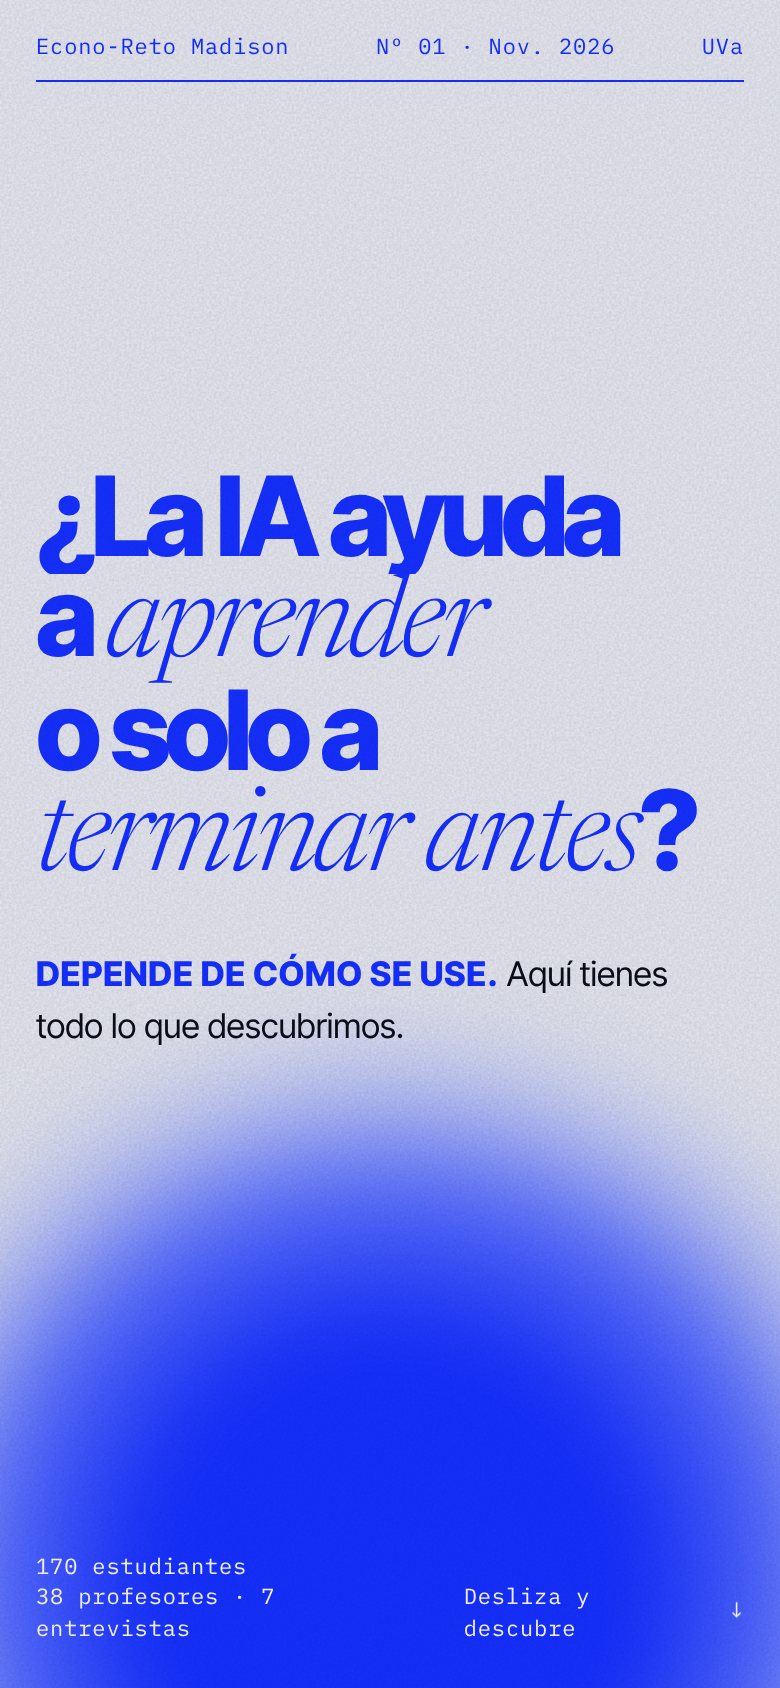 Econo-Reto Madison Nº 01 · Nov. 2026 UVa
¿La IA ayuda
a aprender
o solo a
terminar antes?
DEPENDE DE CÓMO SE USE. Aquí tienes
todo lo que descubrimos.
170 estudiantes
38 profesores · 7
entrevistas
Desliza y
descubre
↓